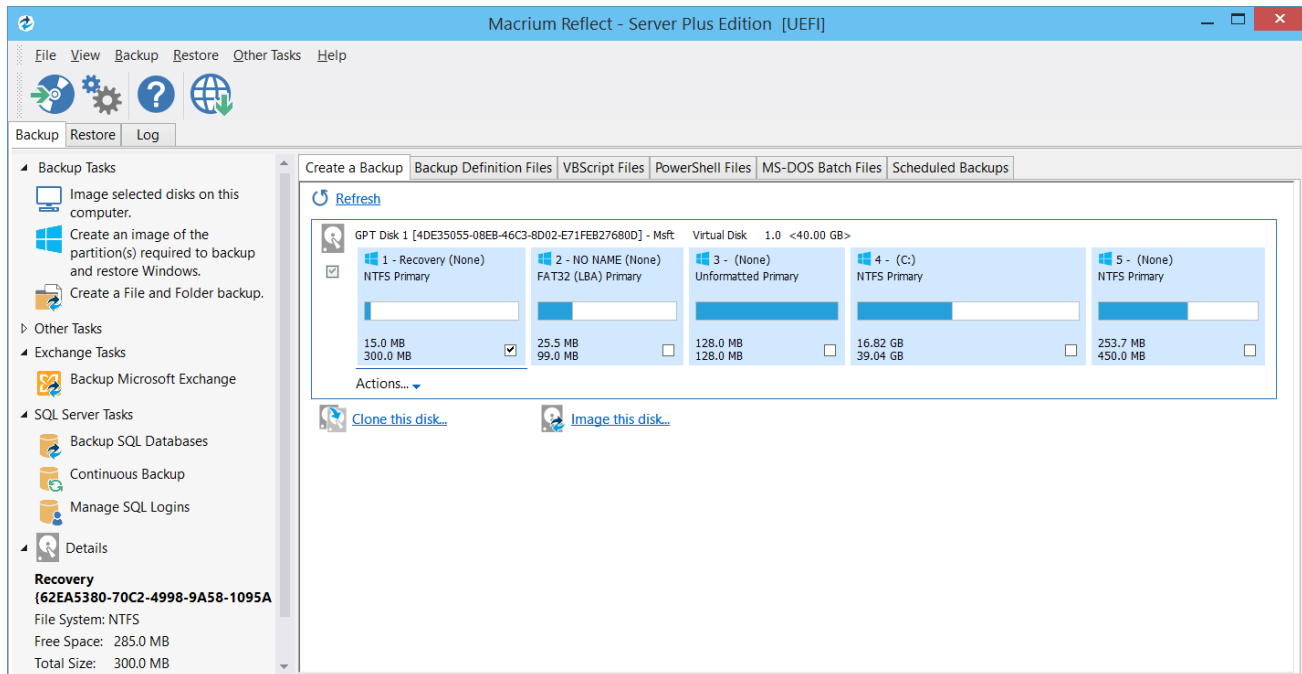 Macrium Reflect - Server Plus Edition [UEFI]
File View Backup Restore Other Tasks Help
Backup Restore Log
Backup Tasks
Image selected disks on this
computer.
Create an image of the
partition(s) required to backup
and restore Windows.
Create a File and Folder backup.
Other Tasks
Exchange Tasks
Backup Microsoft Exchange
SQL Server Tasks
Backup SQL Databases
Continuous Backup
Manage SQL Logins
Details
Recovery
{62EA5380-70C2-4998-9A58-1095A
File System: NTFS
Free Space: 285.0 MB
Total Size: 300.0 MB
Create a Backup Backup Definition Files VBScript Files PowerShell Files MS-DOS Batch Files Scheduled Backups
Refresh
GPT Disk 1 [4DE35055-08EB-46C3-8D02-E71FEB27680D] - Msft Virtual Disk 1.0 <40.00 GB>
1 - Recovery (None)
NTFS Primary
15.0 MB
300.0 MB
2 - NO NAME (None)
FAT32 (LBA) Primary
25.5 MB
99.0 MB
3 - (None)
Unformatted Primary
128.0 MB
128.0 MB
4 - (C:)
NTFS Primary
16.82 GB
39.04 GB
5 - (None)
NTFS Primary
253.7 MB
450.0 MB
Actions...
Clone this disk... Image this disk...